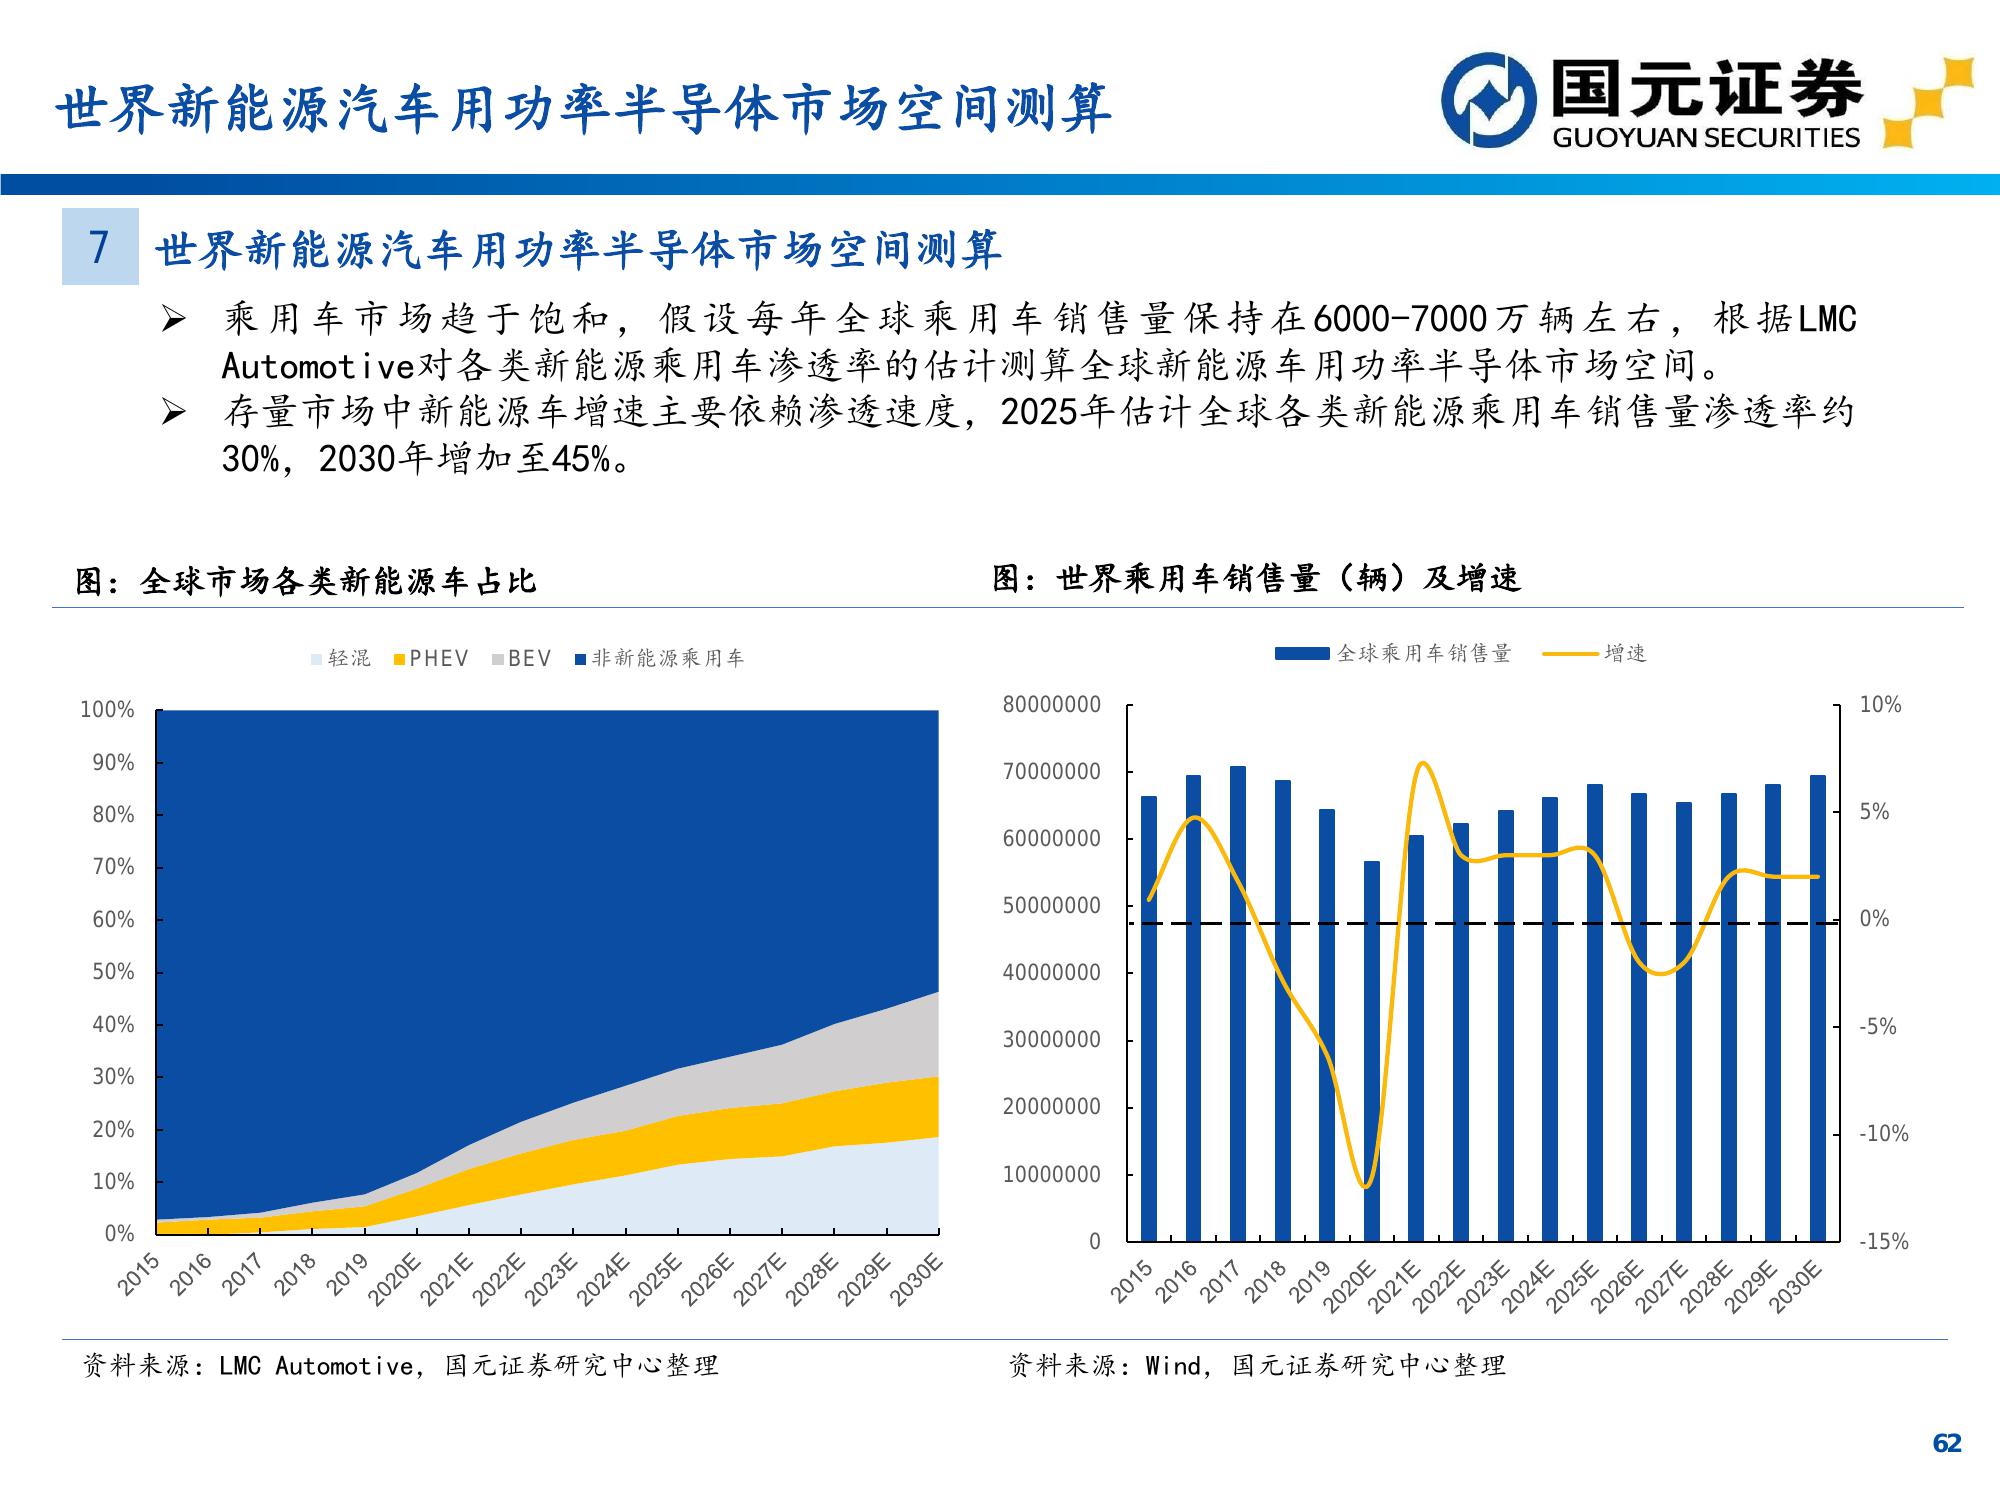 世界新能源汽车用功率半导体市场空间测算
国元证券
GUOYUAN SECURITIES
7
世界新能源汽车用功率半导体市场空间测算
➢ 乘用车市场趋于饱和，假设每年全球乘用车销售量保持在6000-7000万辆左右，根据LMC
Automotive对各类新能源乘用车渗透率的估计测算全球新能源车用功率半导体市场空间。
➢ 存量市场中新能源车增速主要依赖渗透速度，2025年估计全球各类新能源乘用车销售量渗透率约
30%，2030年增加至45%。
图：全球市场各类新能源车占比
轻混 PHEV BEV 非新能源乘用车
100%
90%
80%
70%
60%
50%
40%
30%
20%
10%
0%
2015 2016 2017 2018 2019 2020E 2021E 2022E 2023E 2024E 2025E 2026E 2027E 2028E 2029E 2030E
资料来源：LMC Automotive，国元证券研究中心整理
图：世界乘用车销售量（辆）及增速
全球乘用车销售量 增速
80000000
70000000
60000000
50000000
40000000
30000000
20000000
10000000
0
10%
5%
0%
-5%
-10%
-15%
2015 2016 2017 2018 2019 2020E 2021E 2022E 2023E 2024E 2025E 2026E 2027E 2028E 2029E 2030E
资料来源：Wind，国元证券研究中心整理
62